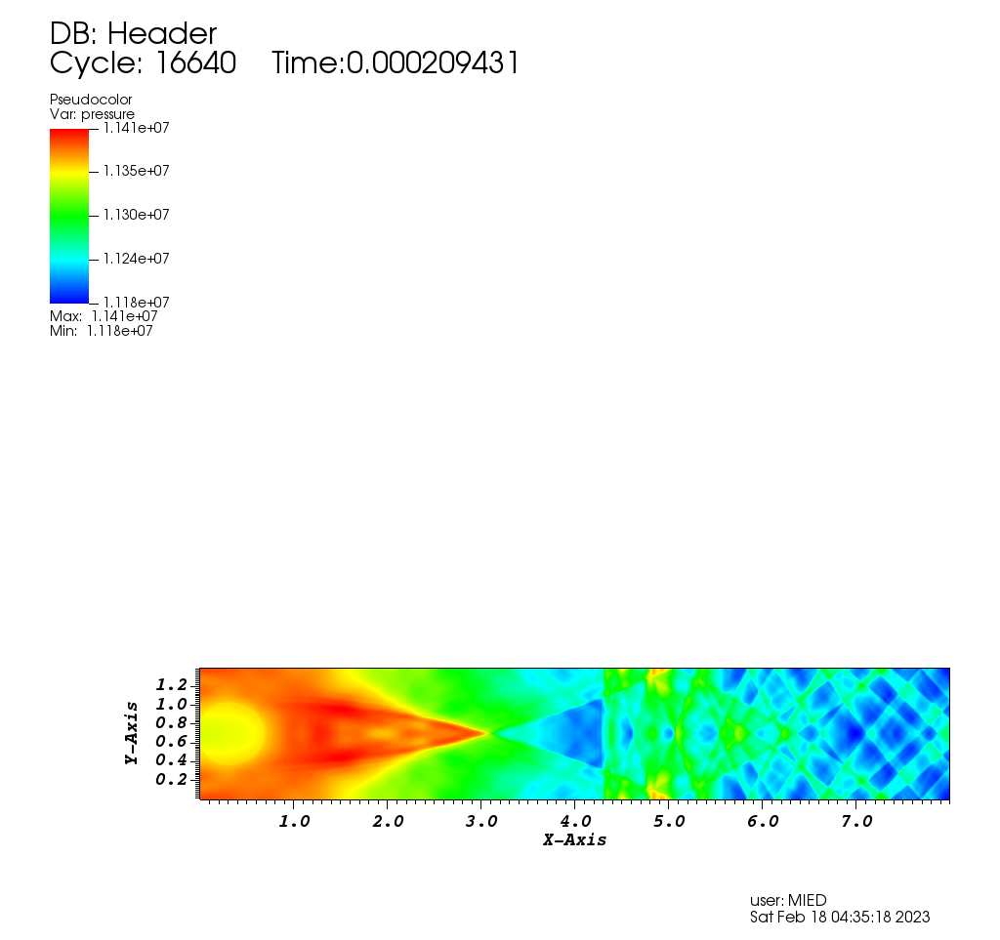 DB: Header
Cycle: 16640 Time:0.000209431
Pseudocolor
Var: pressure
1.141e+07
1.135e+07
1.130e+07
1.124e+07
1.118e+07
Max: 1.141e+07
Min: 1.118e+07
Y-Axis
1.2
1.0
0.8
0.6
0.4
0.2
1.0 2.0 3.0 4.0 5.0 6.0 7.0
X-Axis
user: MIED
Sat Feb 18 04:35:18 2023